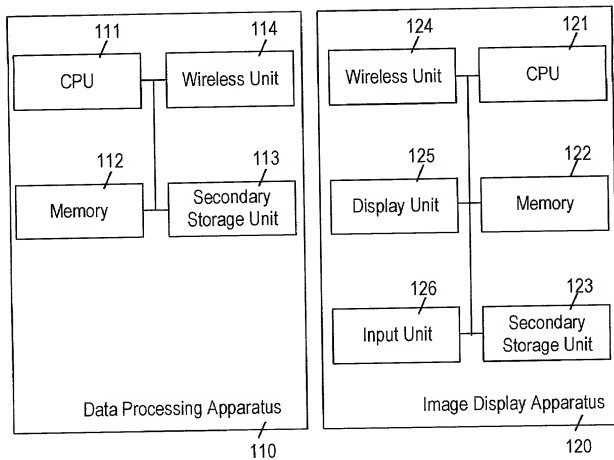 111
114
124
121
CPU
Wireless Unit
Wireless Unit
CPU
112
113
125
122
Memory
Secondary
Storage Unit
Display Unit
Memory
126
123
Input Unit
Secondary
Storage Unit
Data Processing Apparatus
Image Display Apparatus
110
120